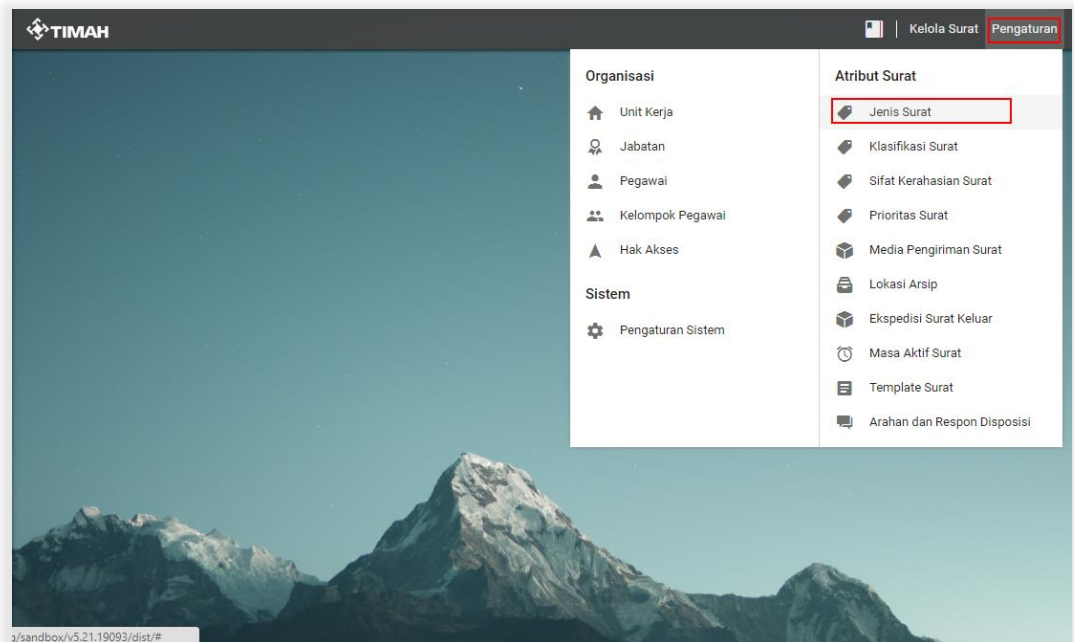 TIMAH
Kelola Surat
Pengaturan
Organisasi
Unit Kerja
Jabatan
Pegawai
Kelompok Pegawai
Hak Akses
Sistem
Pengaturan Sistem
Atribut Surat
Jenis Surat
Klasifikasi Surat
Sifat Kerahasian Surat
Prioritas Surat
Media Pengiriman Surat
Lokasi Arsip
Ekspedisi Surat Keluar
Masa Aktif Surat
Template Surat
Arahan dan Respon Disposisi
g/sandbox/v5.21.19093/dist/#